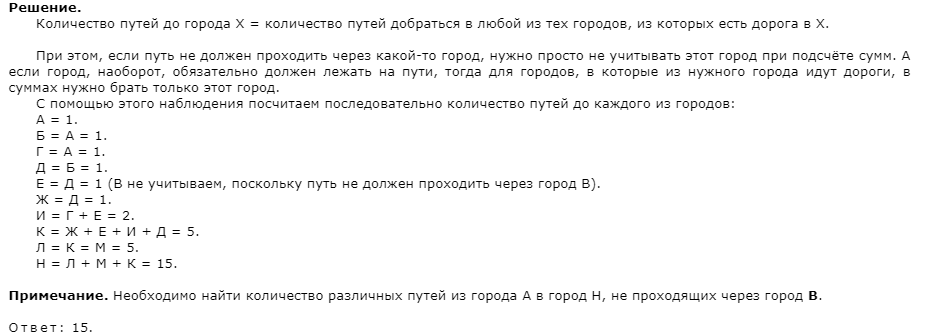 Решение.
Количество путей до города X = количество путей добраться в любой из тех городов, из которых есть дорога в X.
При этом, если путь не должен проходить через какой-то город, нужно просто не учитывать этот город при подсчёте сумм. А
если город, наоборот, обязательно должен лежать на пути, тогда для городов, в которые из нужного города идут дороги, в
суммах нужно брать только этот город.
С помощью этого наблюдения посчитаем последовательно количество путей до каждого из городов:
А = 1.
Б = А = 1.
Г = А = 1.
Д = Б = 1.
Е = Д = 1 (В не учитываем, поскольку путь не должен проходить через город В).
Ж = Д = 1.
И = Г + Е = 2.
К = Ж + Е + И + Д = 5.
Л = К = М = 5.
Н = Л + М + К = 15.
Примечание. Необходимо найти количество различных путей из города А в город Н, не проходящих через город В.
Ответ: 15.